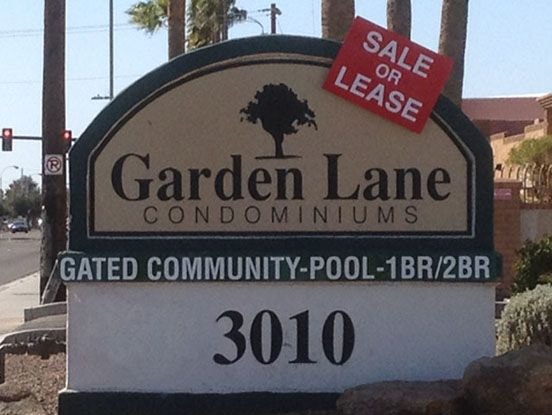 SALE
OR
LEASE
Garden Lane
CONDOMINIUMS
GATED COMMUNITY-POOL-1BR/2BR
3010